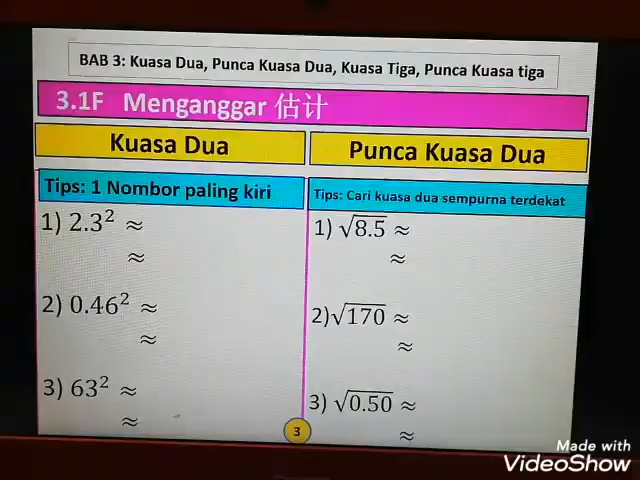 BAB 3: Kuasa Dua, Punca Kuasa Dua, Kuasa Tiga, Punca Kuasa tiga
3.1F Menganggar 估计
Kuasa Dua
Punca Kuasa Dua
Tips: 1 Nombor paling kiri
Tips: Cari kuasa dua sempurna terdekat
1) 2.3² ≈
≈
2) 0.46² ≈
≈
3) 63² ≈
≈
1) √8.5 ≈
≈
2)√170 ≈
≈
3) √0.50 ≈
≈
3
Made with
VideoShow